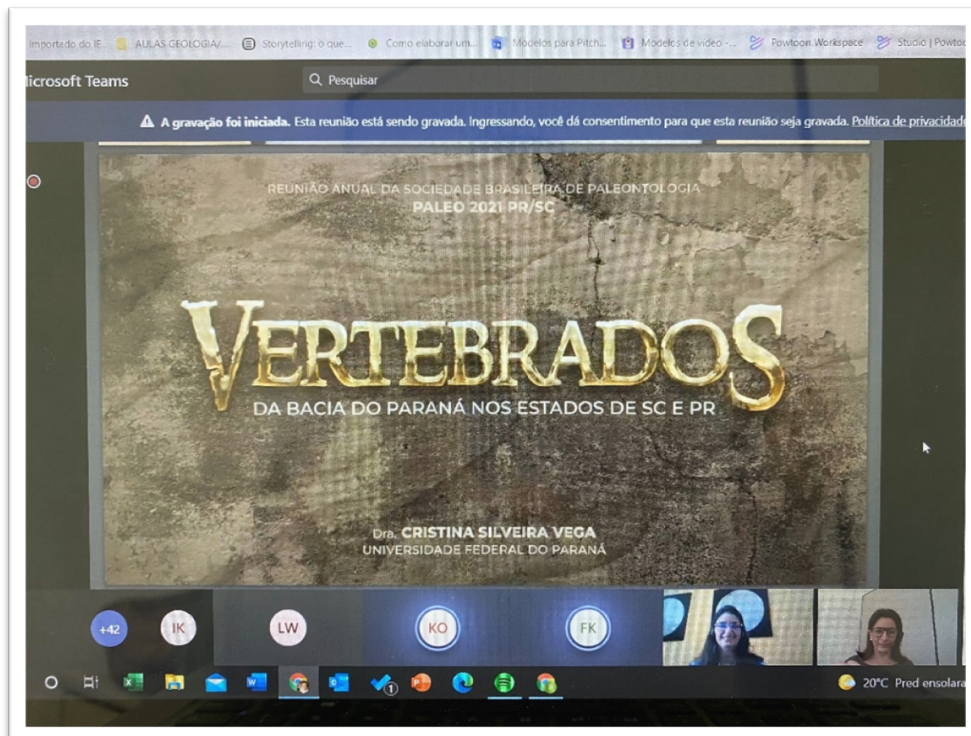 Importado do IE
AULAS GEOLOGIA/...
Storytelling: o que...
Como elaborar um...
Modelos para Pitch...
Modelos de vídeo -...
Powtoon Workspace
Studio | Powtoo
icrosoft Teams
Pesquisar
A gravação foi iniciada. Esta reunião está sendo gravada. Ingressando, você dá consentimento para que esta reunião seja gravada. Política de privacidade
REUNIÃO ANUAL DA SOCIEDADE BRASILEIRA DE PALEONTOLOGIA
PALEO 2021 PR/SC
VERTEBRADOS
DA BACIA DO PARANÁ NOS ESTADOS DE SC E PR
Dra. CRISTINA SILVEIRA VEGA
UNIVERSIDADE FEDERAL DO PARANÁ
+42
IK
LW
KO
FK
1
20°C Pred ensolara